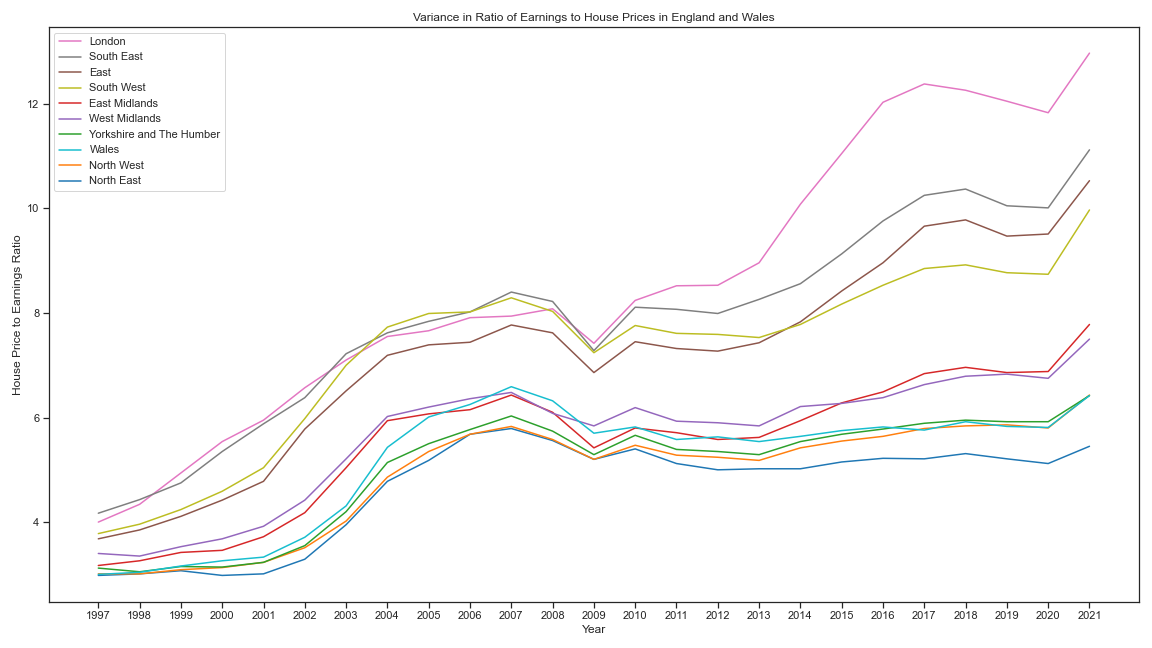 Variance in Ratio of Earnings to House Prices in England and Wales
London
South East
East
South West
East Midlands
West Midlands
Yorkshire and The Humber
Wales
North West
North East
House Price to Earnings Ratio
12
10
8
6
4
1997 1998 1999 2000 2001 2002 2003 2004 2005 2006 2007 2008 2009 2010 2011 2012 2013 2014 2015 2016 2017 2018 2019 2020 2021
Year